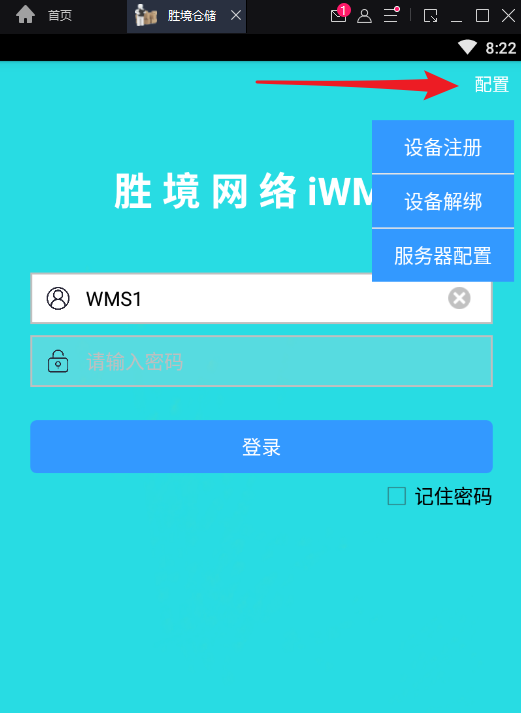 首页
胜境仓储
1
8:22
配置
设备注册
胜境网络 iWM
设备解绑
服务器配置
WMS1
请输入密码
登录
记住密码